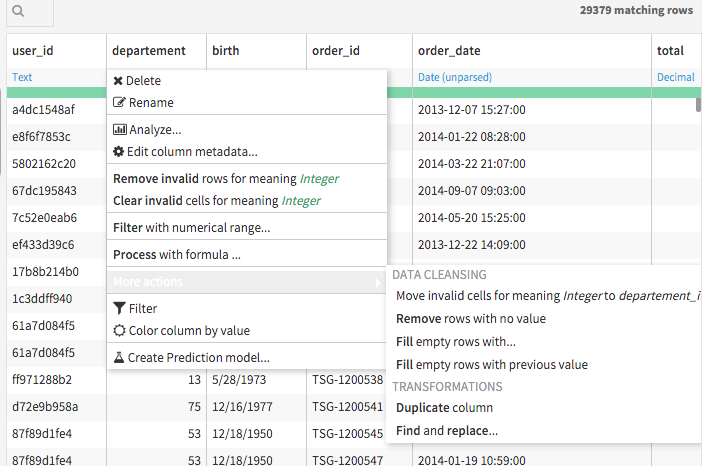 29379 matching rows
user_id departement birth order_id order_date total
Text Date (unparsed) Decimal
Delete
a4dc1548af 2013-12-07 15:27:00
Rename
e8f6f7853c Analyze... 2014-01-22 08:28:00
5802162c20 Edit column metadata... 2014-03-22 21:07:00
Remove invalid rows for meaning Integer
67dc195843 2014-09-07 09:03:00
Clear invalid cells for meaning Integer
7c52e0eab6 Filter with numerical range... 2014-05-20 15:25:00
ef433d39c6 2013-12-22 14:09:00
Process with formula ...
17b8b214b0 More actions DATA CLEANSING
1c3ddff940 Move invalid cells for meaning Integer to departement_i
Filter
61a7d084f5 Remove rows with no value
Color column by value
Fill empty rows with...
61a7d084f5 Create Prediction model... Fill empty rows with previous value
ff971288b2 13 5/28/1973 TSG-1200538 TRANSFORMATIONS
d72e9b958a 75 12/16/1977 TSG-1200541 Duplicate column
87f89d1fe4 53 12/18/1950 TSG-1200545 Find and replace...
87f89d1fe4 53 12/18/1950 TSG-1200547 2014-01-19 10:59:00